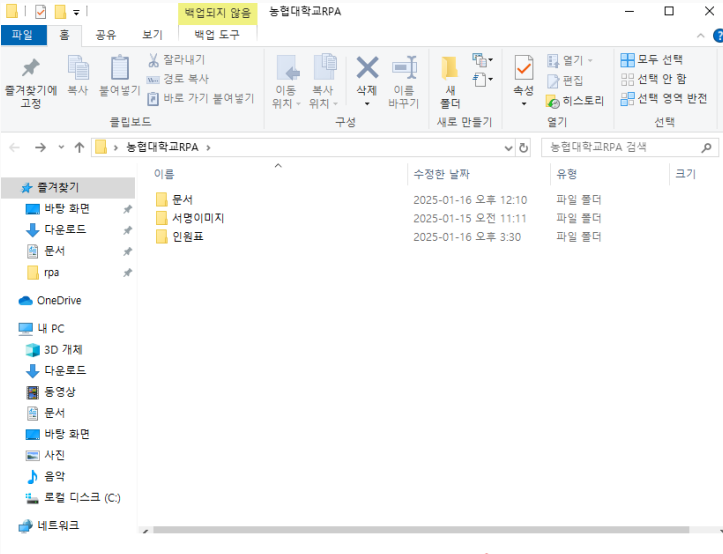 백업되지 않음 농협대학교RPA
파일 홈 공유 보기 백업 도구
즐겨찾기에 고정
복사
붙여넣기
잘라내기
경로 복사
바로 가기 붙여넣기
클립보드
이동 위치
복사 위치
삭제
이름 바꾸기
구성
새 폴더
새로 만들기
속성
열기
편집
히스토리
열기
모두 선택
선택 안 함
선택 영역 반전
선택
농협대학교RPA
농협대학교RPA 검색
이름 수정한 날짜 유형 크기
문서 2025-01-16 오후 12:10 파일 폴더
서명이미지 2025-01-15 오전 11:11 파일 폴더
인원표 2025-01-16 오후 3:30 파일 폴더
즐겨찾기
바탕 화면
다운로드
문서
rpa
OneDrive
내 PC
3D 개체
다운로드
동영상
문서
바탕 화면
사진
음악
로컬 디스크 (C:)
네트워크